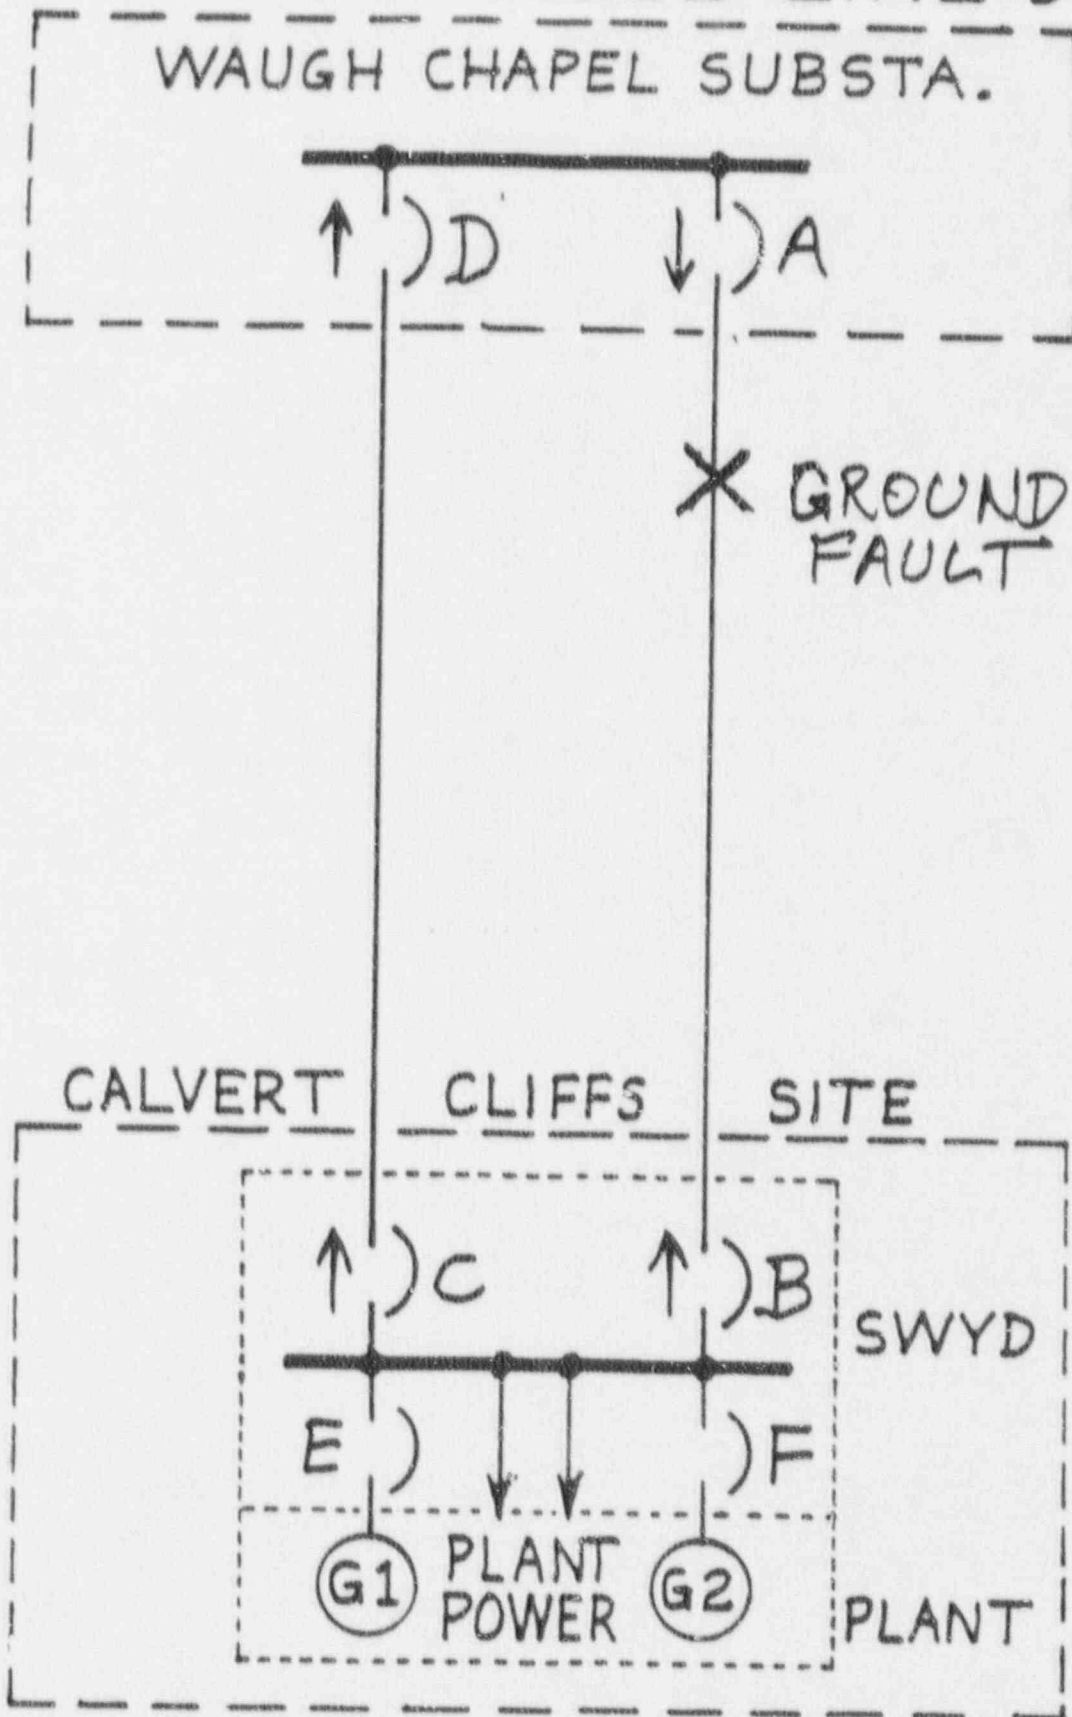 WAUGH CHAPEL SUBSTA.
↑ D
↓ A
GROUND
FAULT
CALVERT CLIFFS SITE
↑ C
↑ B
SWYD
E
F
G1
PLANT
POWER
G2
PLANT